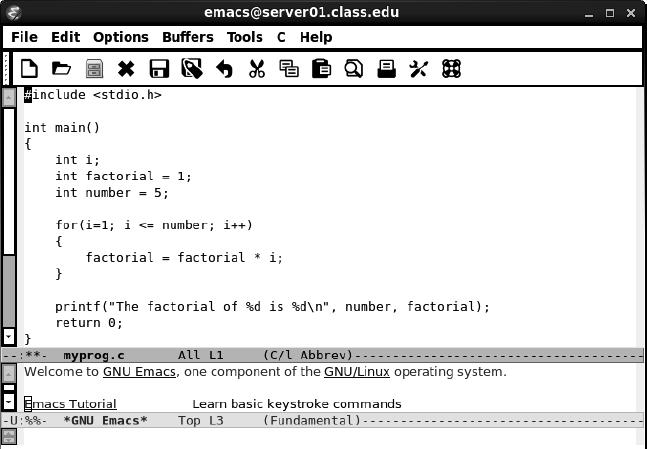 emacs@server01.class.edu
File Edit Options Buffers Tools C Help
#include <stdio.h>
int main()
{
    int i;
    int factorial = 1;
    int number = 5;
    for(i=1; i <= number; i++)
    {
        factorial = factorial * i;
    }
    printf("The factorial of %d is %d\n", number, factorial);
    return 0;
}
--:**-  myprog.c       All L1     (C/l Abbrev)--------------------------------------
Welcome to GNU Emacs, one component of the GNU/Linux operating system.
Emacs Tutorial          Learn basic keystroke commands
-U:%%-  *GNU Emacs*    Top L3     (Fundamental)-------------------------------------